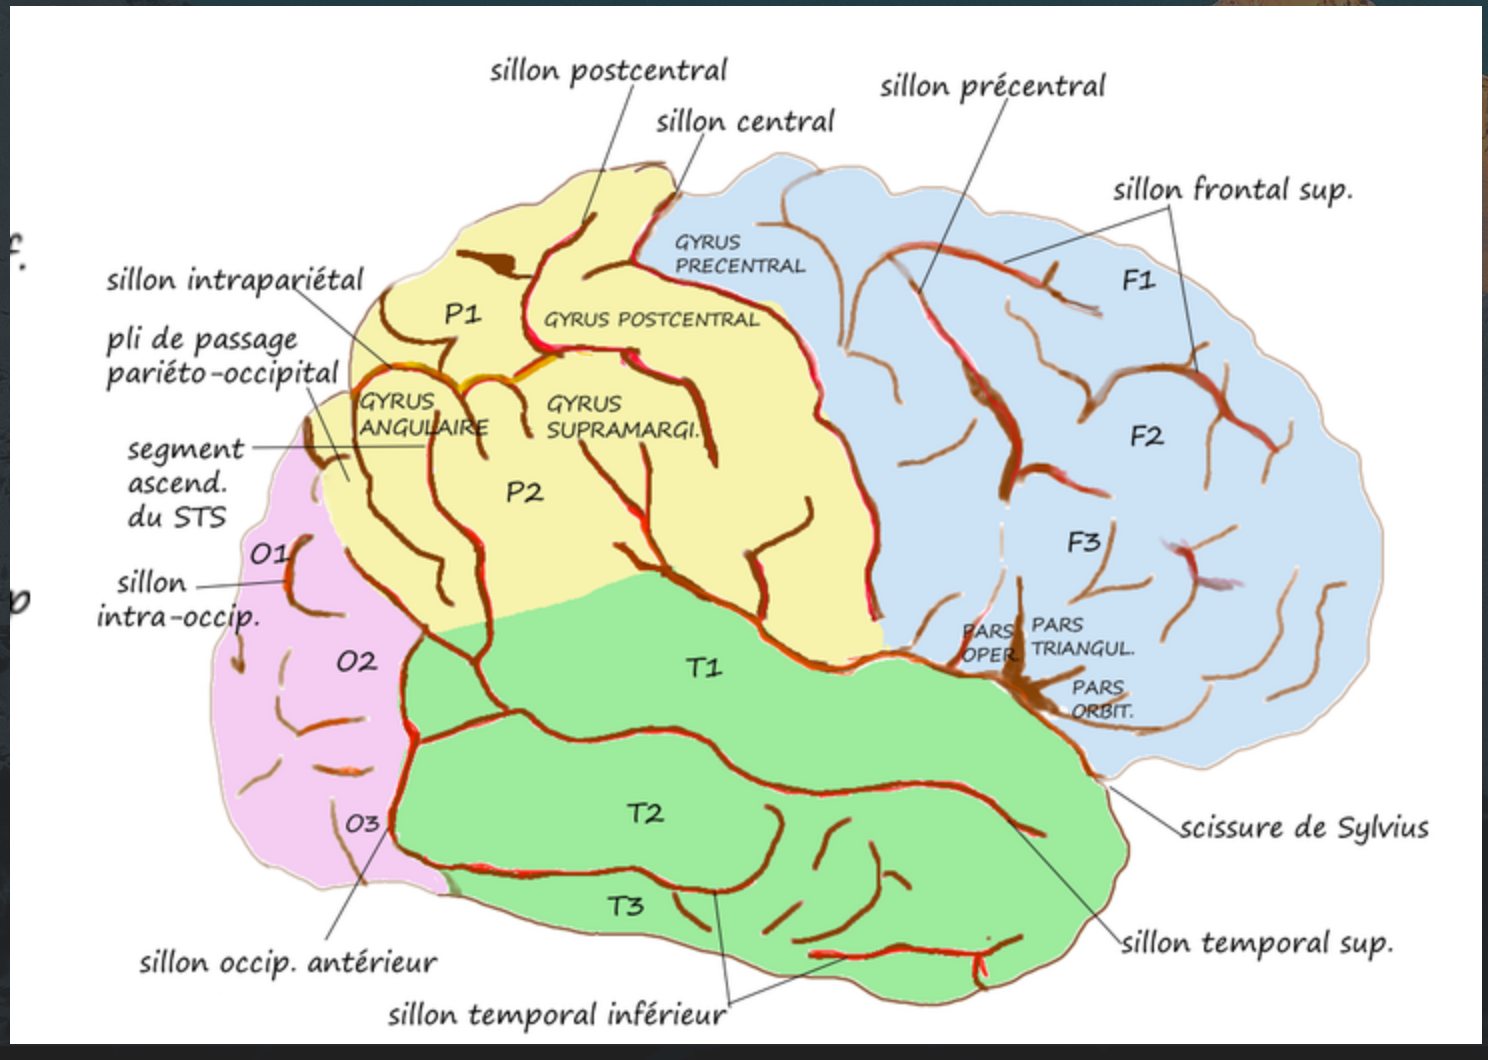 sillon postcentral
sillon précentral
sillon central
sillon frontal sup.
f.
GYRUS
PRECENTRAL
sillon intrapariétal
F1
P1
GYRUS POSTCENTRAL
pli de passage
pariéto-occipital
GYRUS
ANGULAIRE
GYRUS
SUPRAMARGI.
segment
ascend.
du STS
F2
P2
O1
F3
sillon
intra-occip.
p
PARS
OPER.
PARS
TRIANGUL.
O2
T1
PARS
ORBIT.
T2
O3
scissure de Sylvius
T3
sillon temporal sup.
sillon occip. antérieur
sillon temporal inférieur